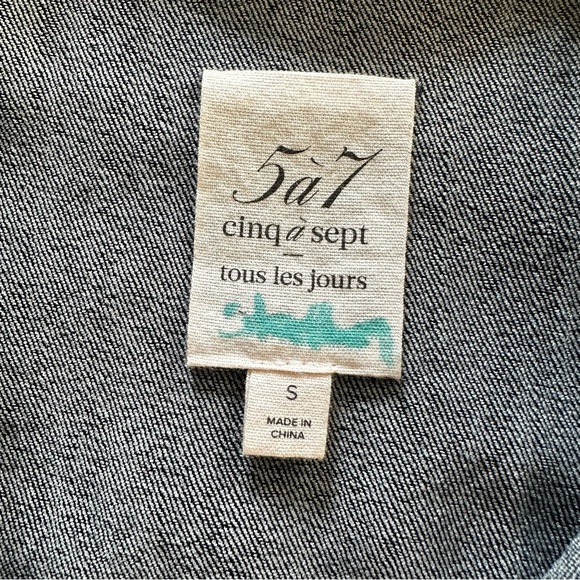 5à7
cinq à sept
tous les jours
S
MADE IN
CHINA